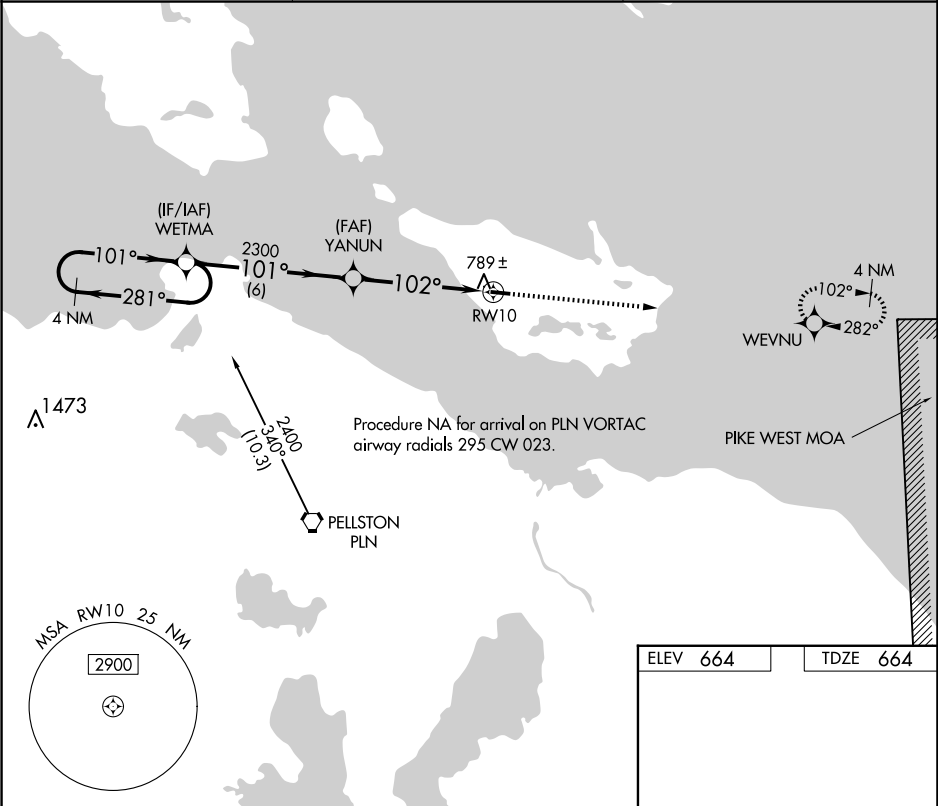 (IF/IAF)
WETMA
(FAF)
YANUN
101°
281°
4 NM
2300
101°
(6)
102°
789±
RW10
4 NM
102°
282°
WEVNU
1473
2400
340°
(10.3)
Procedure NA for arrival on PLN VORTAC
airway radials 295 CW 023.
PIKE WEST MOA
PELLSTON
PLN
MSA RW10 25 NM
2900
ELEV 664
TDZE 664